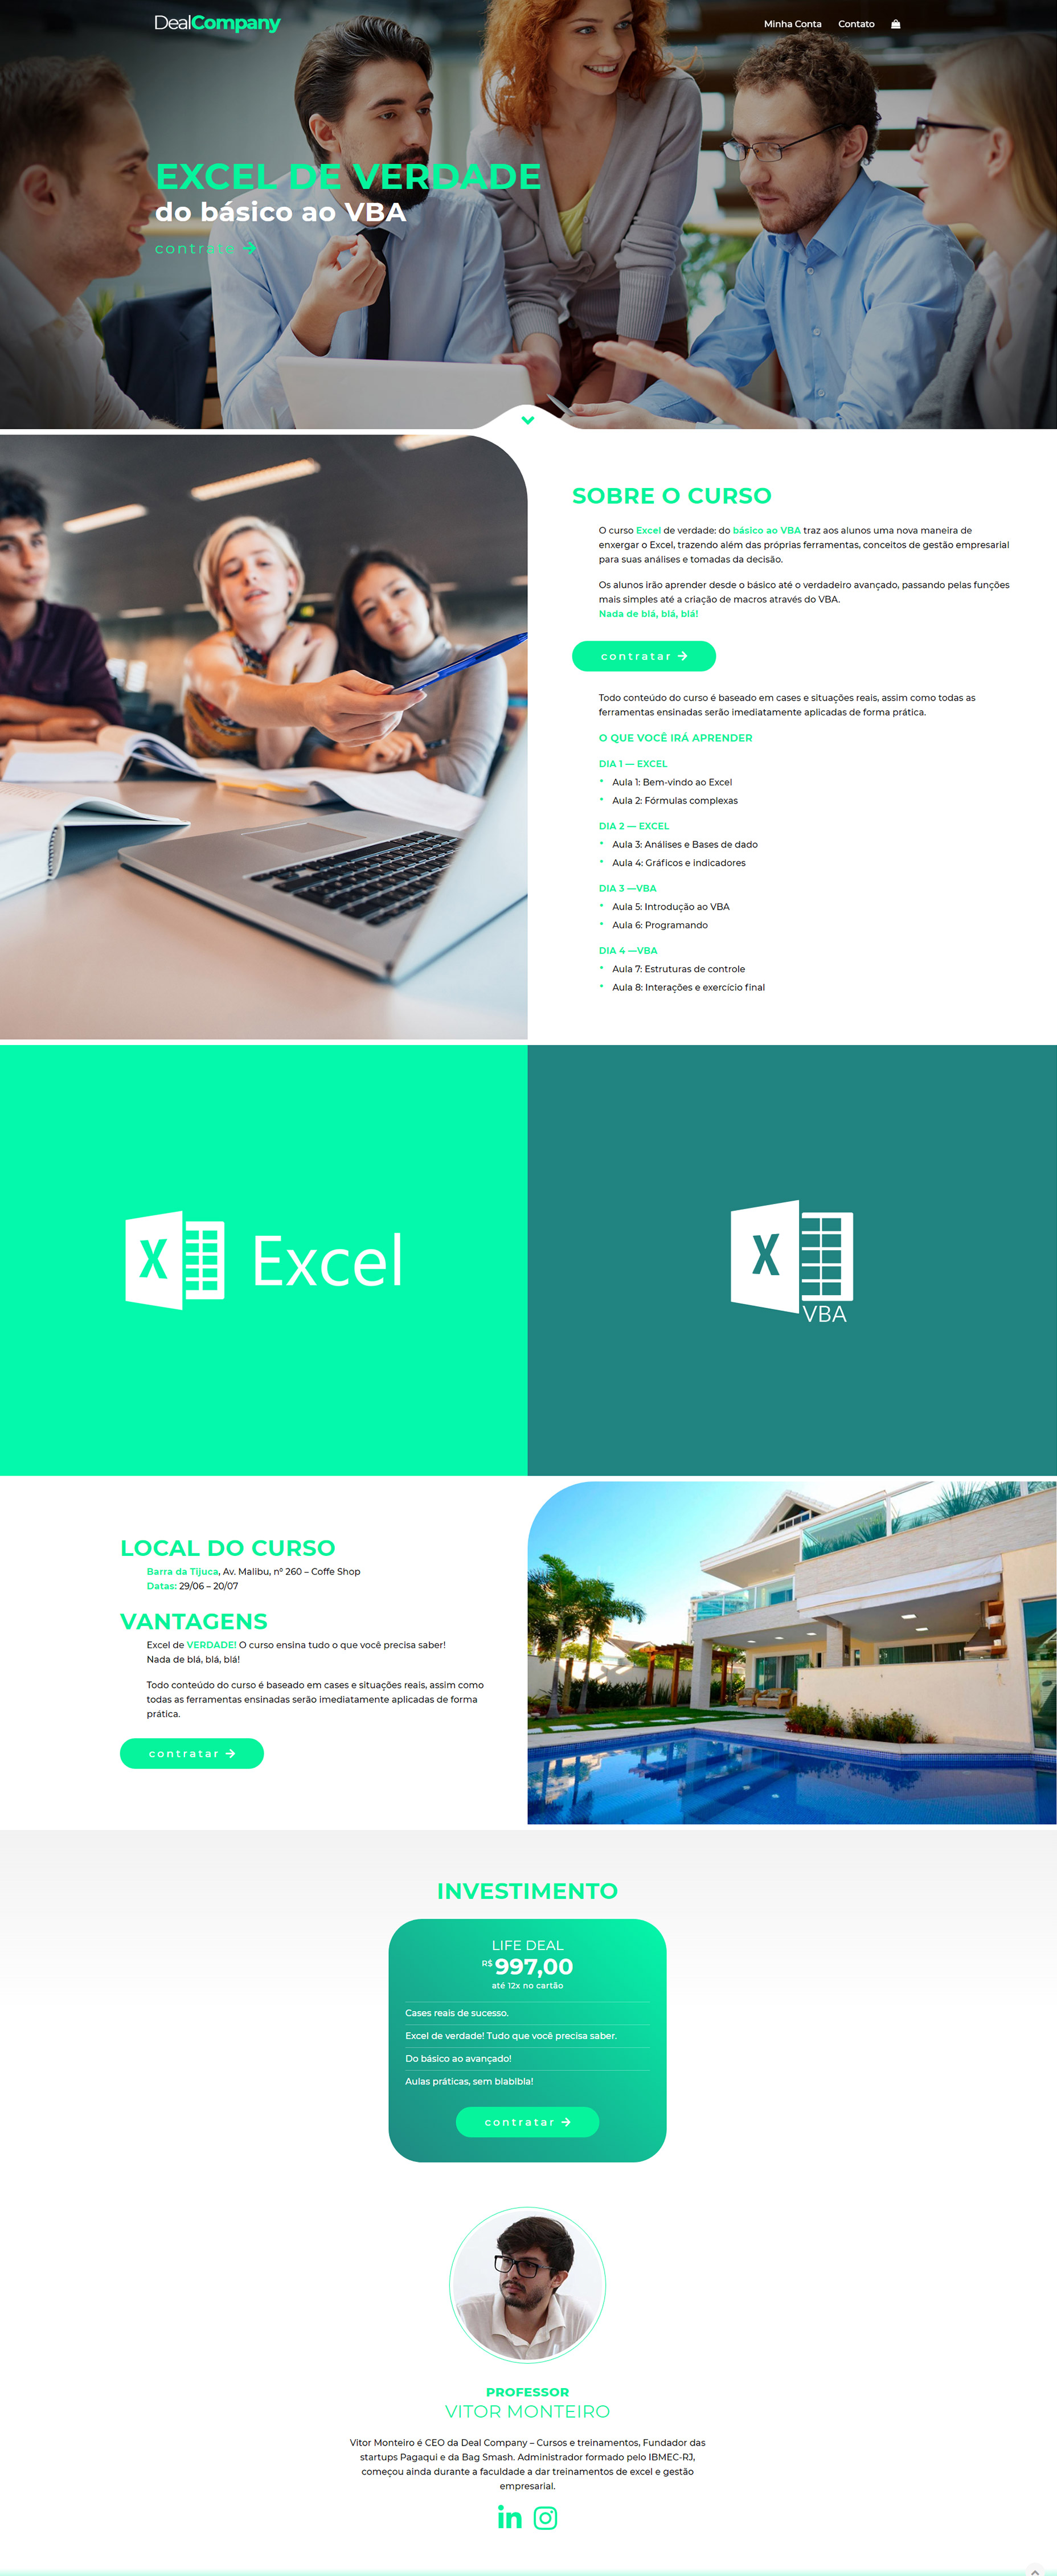 DealCompany
Minha Conta
Contato
EXCEL DE VERDADE
do básico ao VBA
contrate
SOBRE O CURSO
O curso Excel de verdade: do básico ao VBA traz aos alunos uma nova maneira de
enxergar o Excel, trazendo além das próprias ferramentas, conceitos de gestão empresarial
para suas análises e tomadas da decisão.
Os alunos irão aprender desde o básico até o verdadeiro avançado, passando pelas funções
mais simples até a criação de macros através do VBA.
Nada de blá, blá, blá!
contratar
Todo conteúdo do curso é baseado em cases e situações reais, assim como todas as
ferramentas ensinadas serão imediatamente aplicadas de forma prática.
O QUE VOCÊ IRÁ APRENDER
DIA 1 — EXCEL
Aula 1: Bem-vindo ao Excel
Aula 2: Fórmulas complexas
DIA 2 — EXCEL
Aula 3: Análises e Bases de dado
Aula 4: Gráficos e indicadores
DIA 3 —VBA
Aula 5: Introdução ao VBA
Aula 6: Programando
DIA 4 —VBA
Aula 7: Estruturas de controle
Aula 8: Interações e exercício final
X Excel
X
VBA
LOCAL DO CURSO
Barra da Tijuca, Av. Malibu, nº 260 – Coffe Shop
Datas: 29/06 – 20/07
VANTAGENS
Excel de VERDADE! O curso ensina tudo o que você precisa saber!
Nada de blá, blá, blá!
Todo conteúdo do curso é baseado em cases e situações reais, assim como
todas as ferramentas ensinadas serão imediatamente aplicadas de forma
prática.
contratar
INVESTIMENTO
LIFE DEAL
R$ 997,00
até 12x no cartão
Cases reais de sucesso.
Excel de verdade! Tudo que você precisa saber.
Do básico ao avançado!
Aulas práticas, sem blablbla!
contratar
PROFESSOR
VITOR MONTEIRO
Vitor Monteiro é CEO da Deal Company – Cursos e treinamentos, Fundador das
startups Pagaqui e da Bag Smash. Administrador formado pelo IBMEC-RJ,
começou ainda durante a faculdade a dar treinamentos de excel e gestão
empresarial.
in